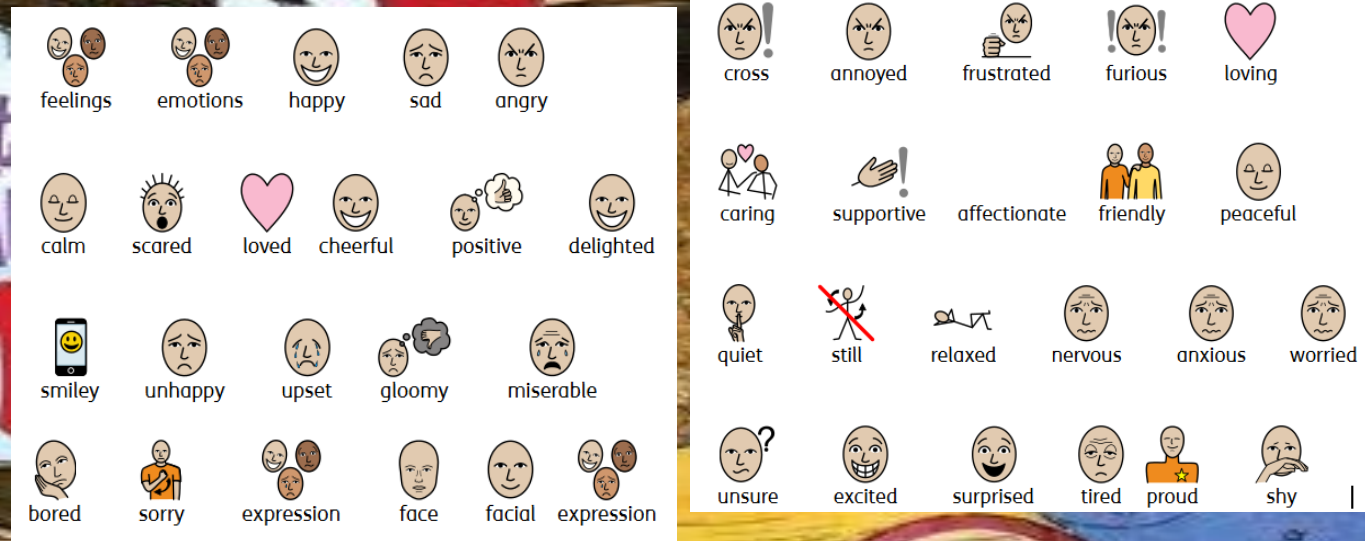 feelings emotions happy sad angry
calm scared loved cheerful positive delighted
smiley unhappy upset gloomy miserable
bored sorry expression face facial expression
cross annoyed frustrated furious loving
caring supportive affectionate friendly peaceful
quiet still relaxed nervous anxious worried
unsure excited surprised tired proud shy